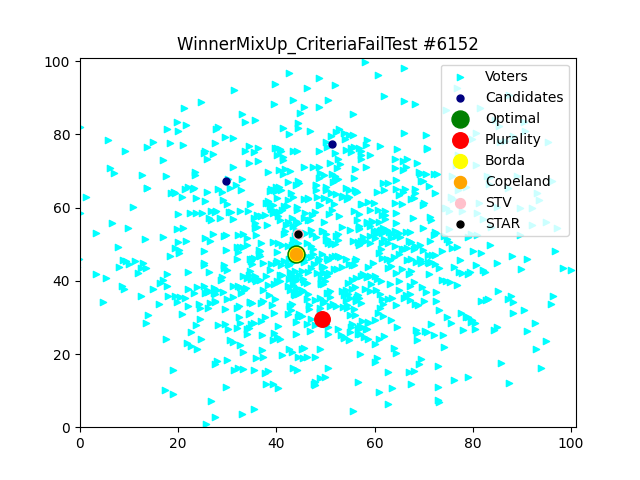 WinnerMixUp_CriteriaFailTest #6152
100
80
60
40
20
0
0 20 40 60 80 100
Voters
Candidates
Optimal
Plurality
Borda
Copeland
STV
STAR